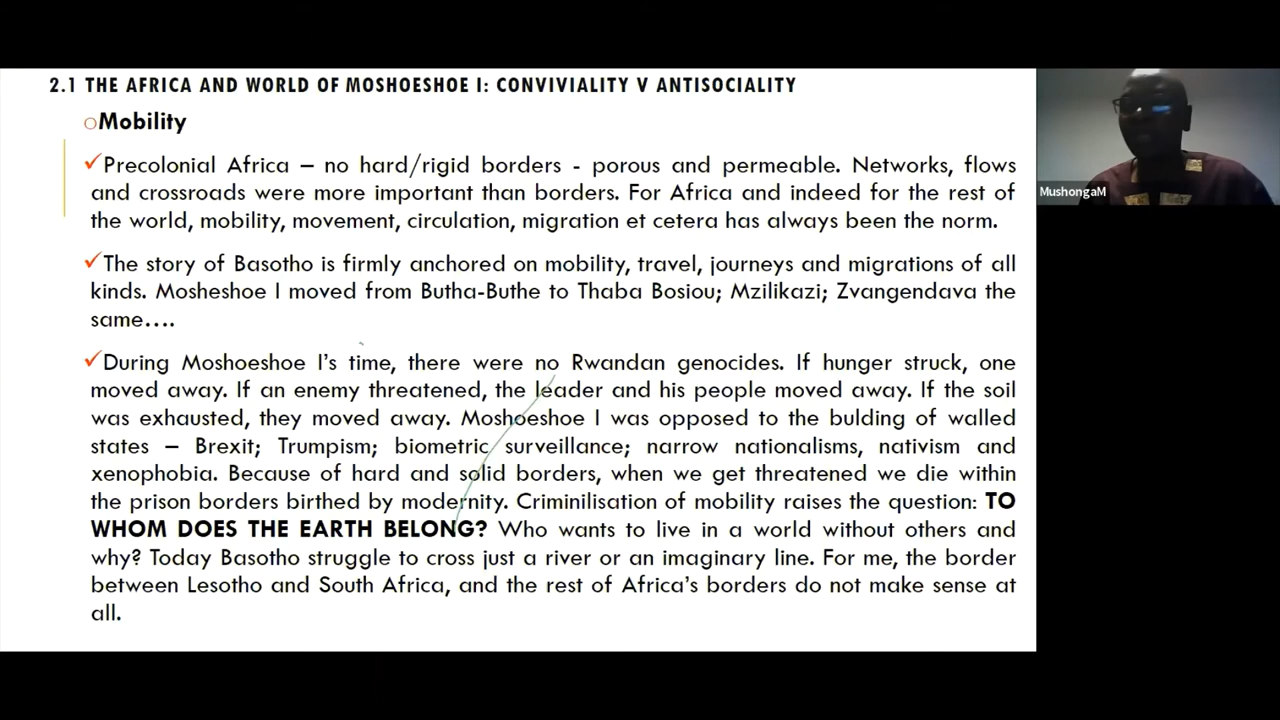 2.1 THE AFRICA AND WORLD OF MOSHOESHOE I: CONVIVIALITY V ANTISOCIALITY
○Mobility
✓Precolonial Africa – no hard/rigid borders - porous and permeable. Networks, flows
and crossroads were more important than borders. For Africa and indeed for the rest of
the world, mobility, movement, circulation, migration et cetera has always been the norm.
✓The story of Basotho is firmly anchored on mobility, travel, journeys and migrations of all
kinds. Mosheshoe I moved from Butha-Buthe to Thaba Bosiou; Mzilikazi; Zvangendava the
same….
✓During Moshoeshoe I’s time, there were no Rwandan genocides. If hunger struck, one
moved away. If an enemy threatened, the leader and his people moved away. If the soil
was exhausted, they moved away. Moshoeshoe I was opposed to the bulding of walled
states – Brexit; Trumpism; biometric surveillance; narrow nationalisms, nativism and
xenophobia. Because of hard and solid borders, when we get threatened we die within
the prison borders birthed by modernity. Criminilisation of mobility raises the question: TO
WHOM DOES THE EARTH BELONG? Who wants to live in a world without others and
why? Today Basotho struggle to cross just a river or an imaginary line. For me, the border
between Lesotho and South Africa, and the rest of Africa’s borders do not make sense at
all.
MushongaM